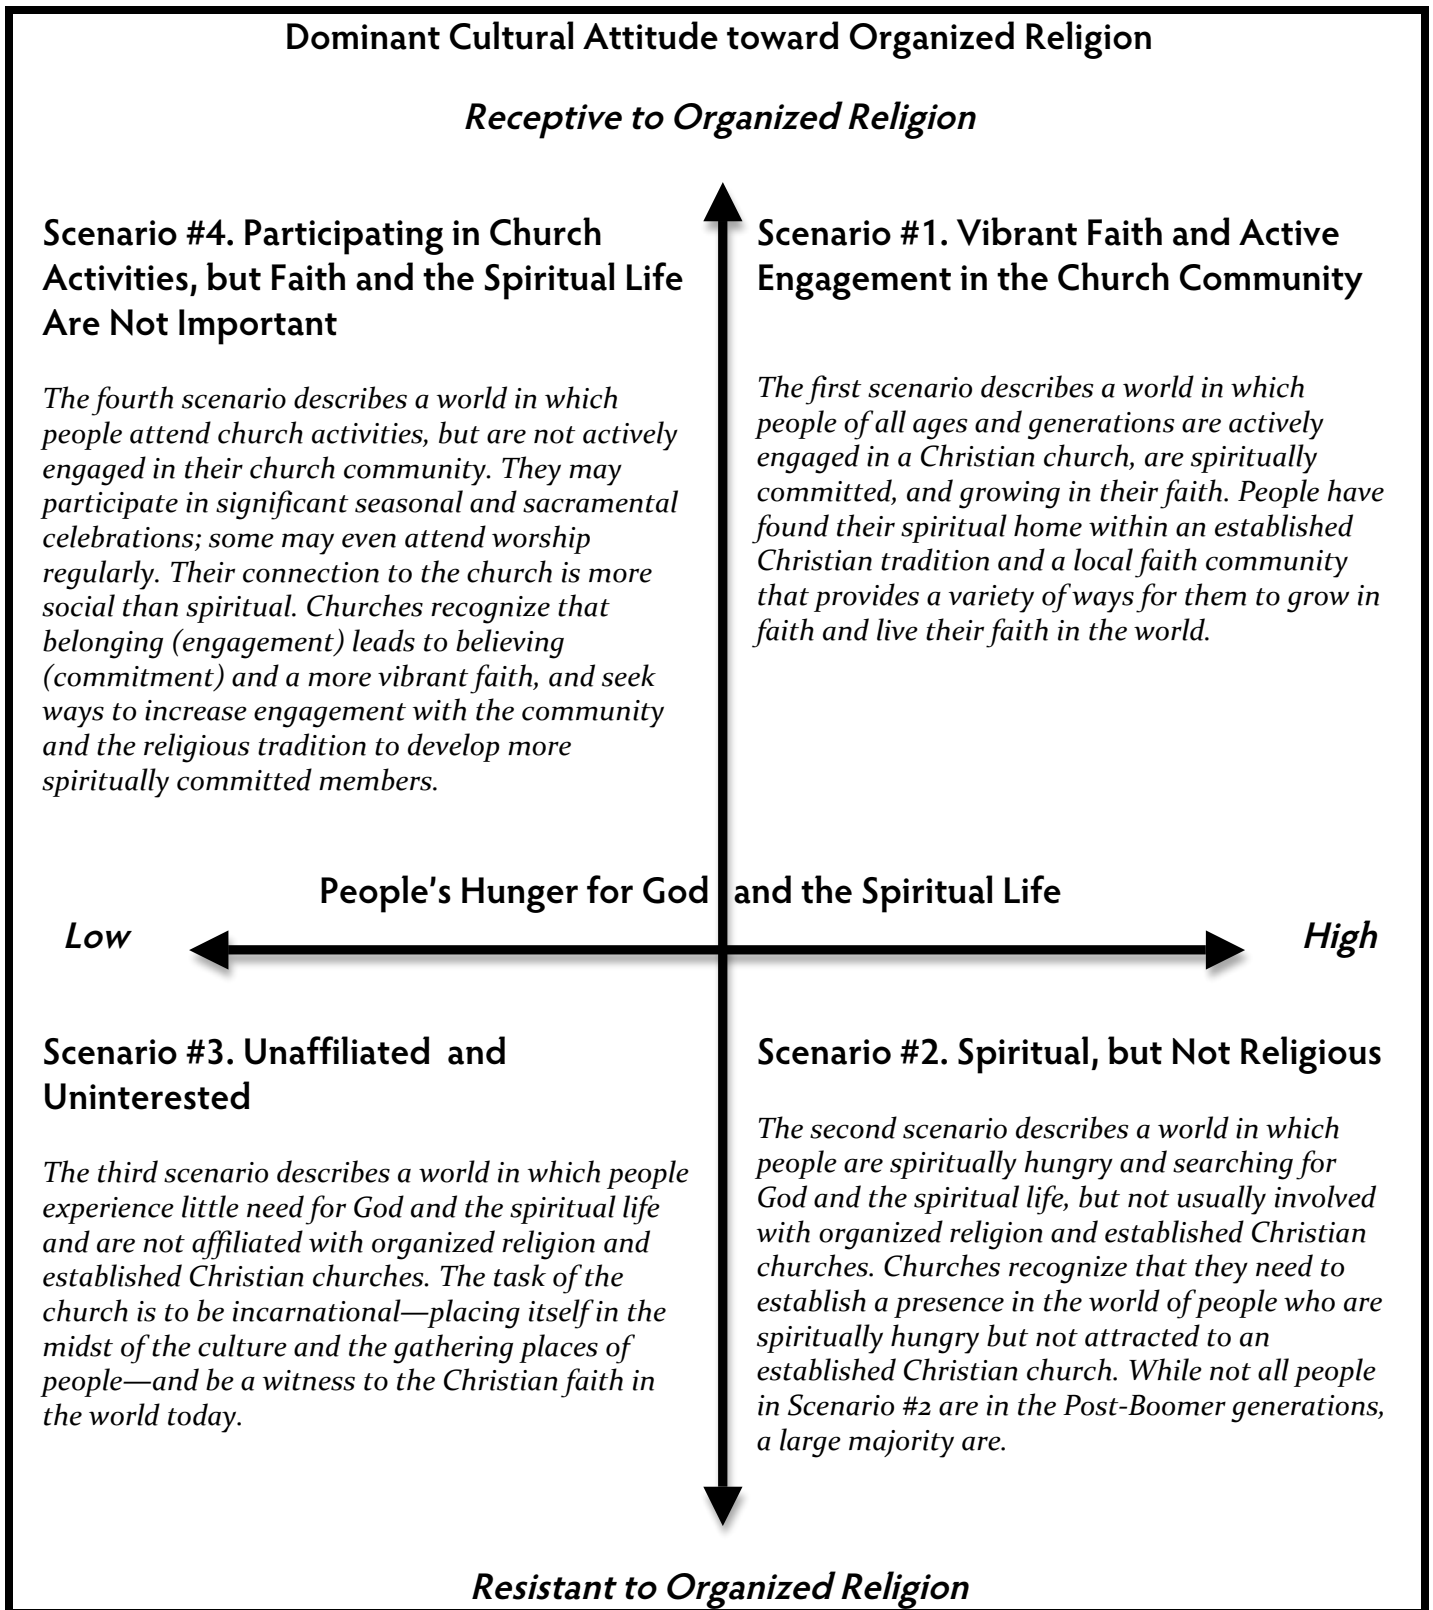 Dominant Cultural Attitude toward Organized Religion
Receptive to Organized Religion
Scenario #4. Participating in Church
Activities, but Faith and the Spiritual Life
Are Not Important
The fourth scenario describes a world in which
people attend church activities, but are not actively
engaged in their church community. They may
participate in significant seasonal and sacramental
celebrations; some may even attend worship
regularly. Their connection to the church is more
social than spiritual. Churches recognize that
belonging (engagement) leads to believing
(commitment) and a more vibrant faith, and seek
ways to increase engagement with the community
and the religious tradition to develop more
spiritually committed members.
Scenario #1. Vibrant Faith and Active
Engagement in the Church Community
The first scenario describes a world in which
people of all ages and generations are actively
engaged in a Christian church, are spiritually
committed, and growing in their faith. People have
found their spiritual home within an established
Christian tradition and a local faith community
that provides a variety of ways for them to grow in
faith and live their faith in the world.
People's Hunger for God and the Spiritual Life
Low
High
Scenario #3. Unaffiliated and
Uninterested
The third scenario describes a world in which people
experience little need for God and the spiritual life
and are not affiliated with organized religion and
established Christian churches. The task of the
church is to be incarnational—placing itself in the
midst of the culture and the gathering places of
people—and be a witness to the Christian faith in
the world today.
Scenario #2. Spiritual, but Not Religious
The second scenario describes a world in which
people are spiritually hungry and searching for
God and the spiritual life, but not usually involved
with organized religion and established Christian
churches. Churches recognize that they need to
establish a presence in the world of people who are
spiritually hungry but not attracted to an
established Christian church. While not all people
in Scenario #2 are in the Post-Boomer generations,
a large majority are.
Resistant to Organized Religion